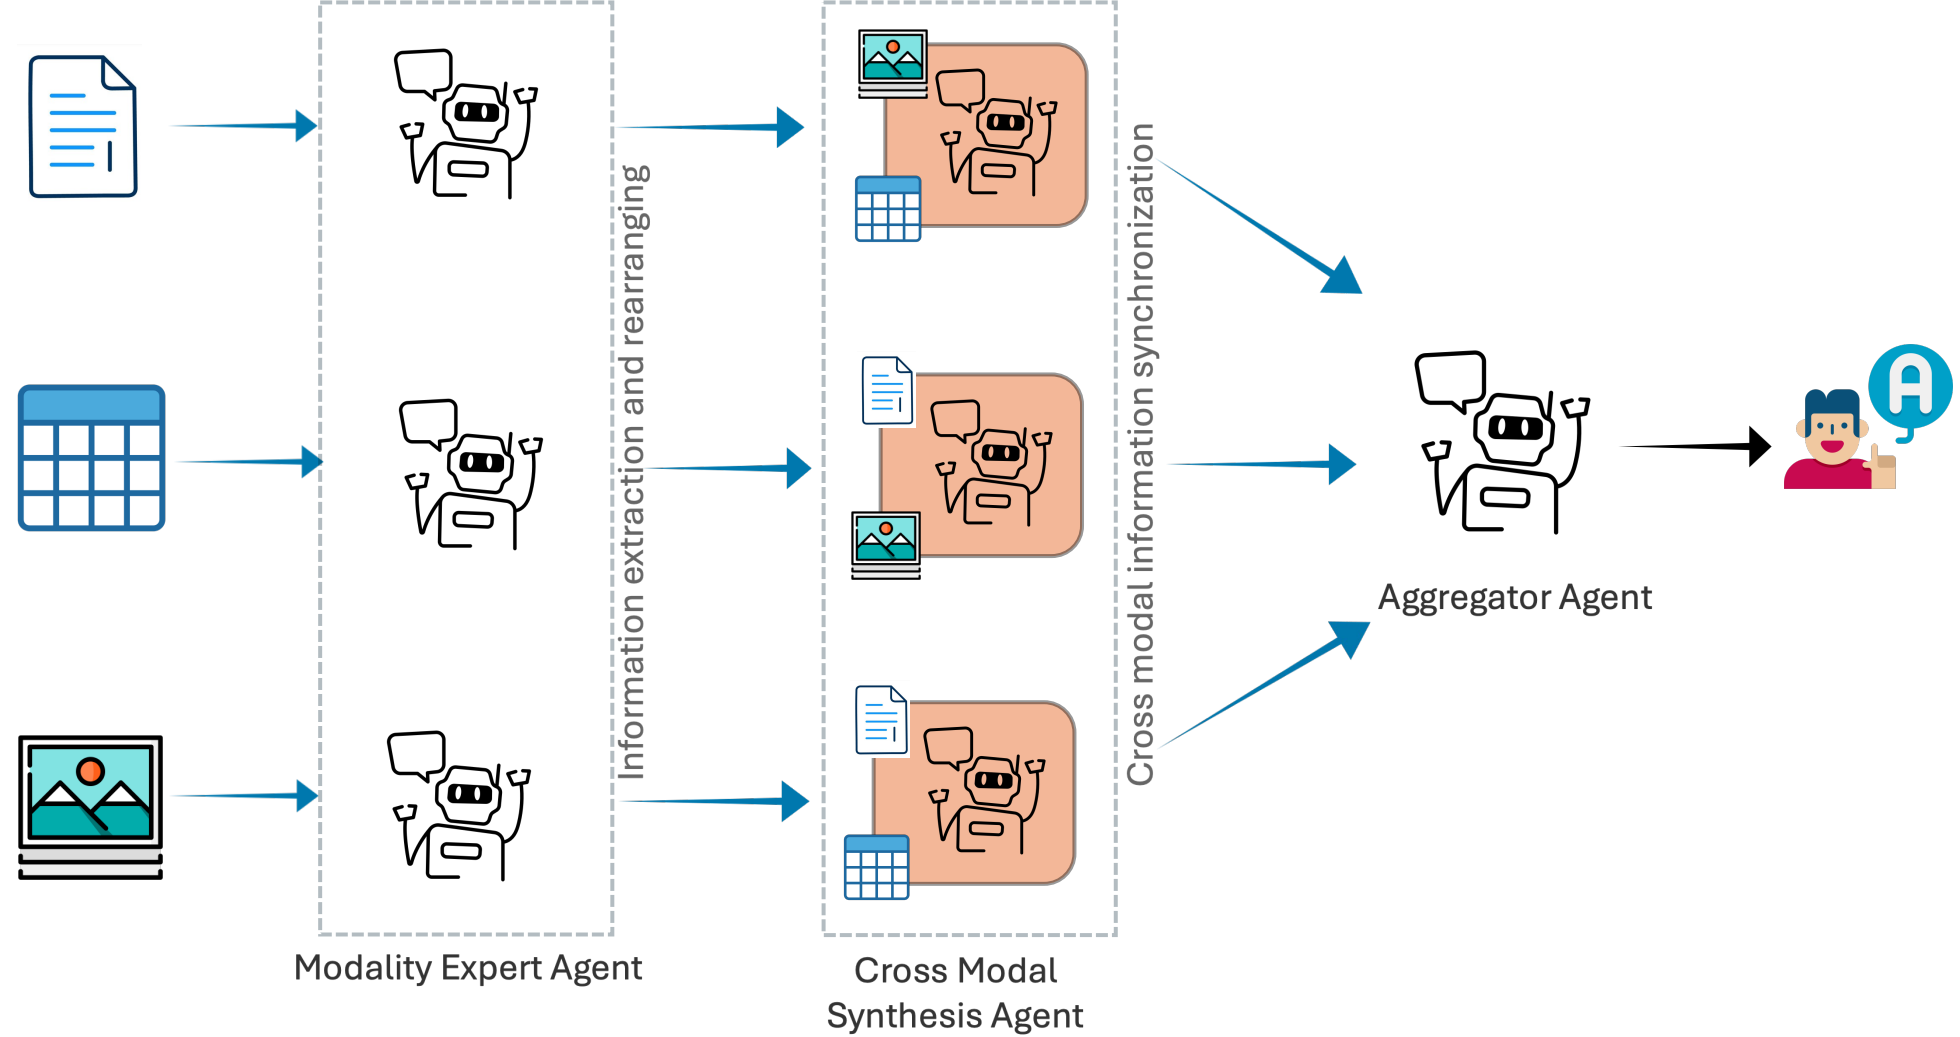 Information extraction and rearranging
Cross modal information synchronization
A
Aggregator Agent
Modality Expert Agent
Cross Modal
Synthesis Agent